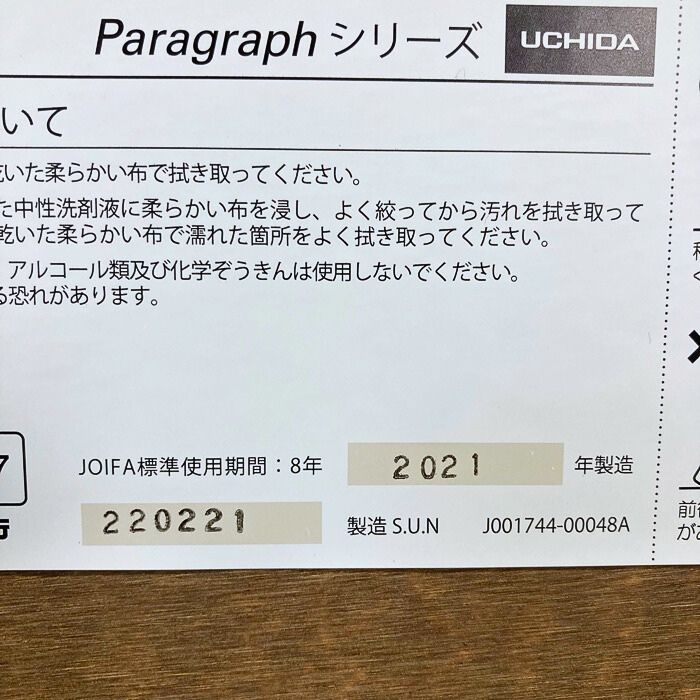 Paragraph シリーズ UCHIDA
いて
いた柔らかい布で拭き取ってください。
た中性洗剤液に柔らかい布を浸し、よく絞ってから汚れを拭き取って
乾いた柔らかい布で濡れた箇所をよく拭き取ってください。
、アルコール類及び化学ぞうきんは使用しないでください。
る恐れがあります。
7
JOIFA標準使用期間：8年 2021 年製造
行
220221 製造 S.U.N J001744-00048A
前後
があ